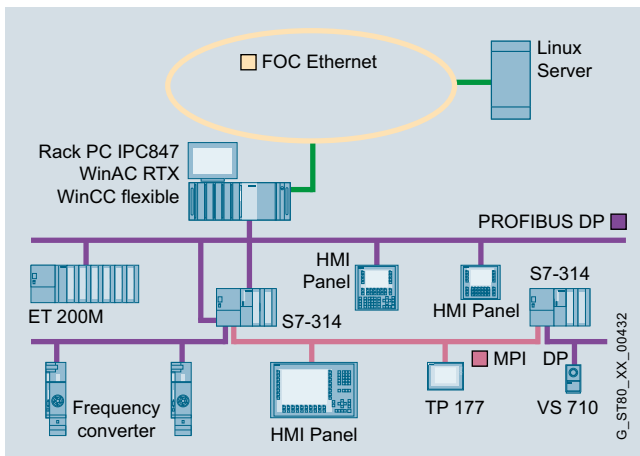 FOC Ethernet
Linux
Server
Rack PC IPC847
WinAC RTX
WinCC flexible
PROFIBUS DP
HMI
Panel
S7-314
HMI Panel
ET 200M
S7-314
MPI
DP
Frequency
converter
HMI Panel
TP 177
VS 710
G_ST80_XX_00432